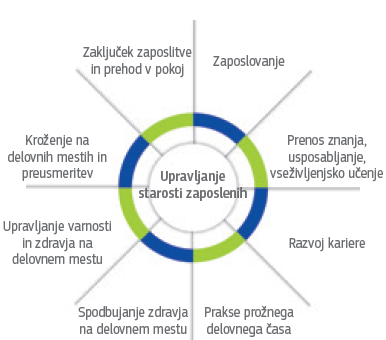 Zaključek zaposlitve
in prehod v pokoj
Zaposlovanje
Kroženje na
delovnih mestih in
preusmeritev
Prenos znanja,
usposabljanje,
vseživljenjsko učenje
Upravljanje
starosti zaposlenih
Upravljanje varnosti
in zdravja na
delovnem mestu
Razvoj kariere
Spodbujanje zdravja
na delovnem mestu
Prakse prožnega
delovnega časa